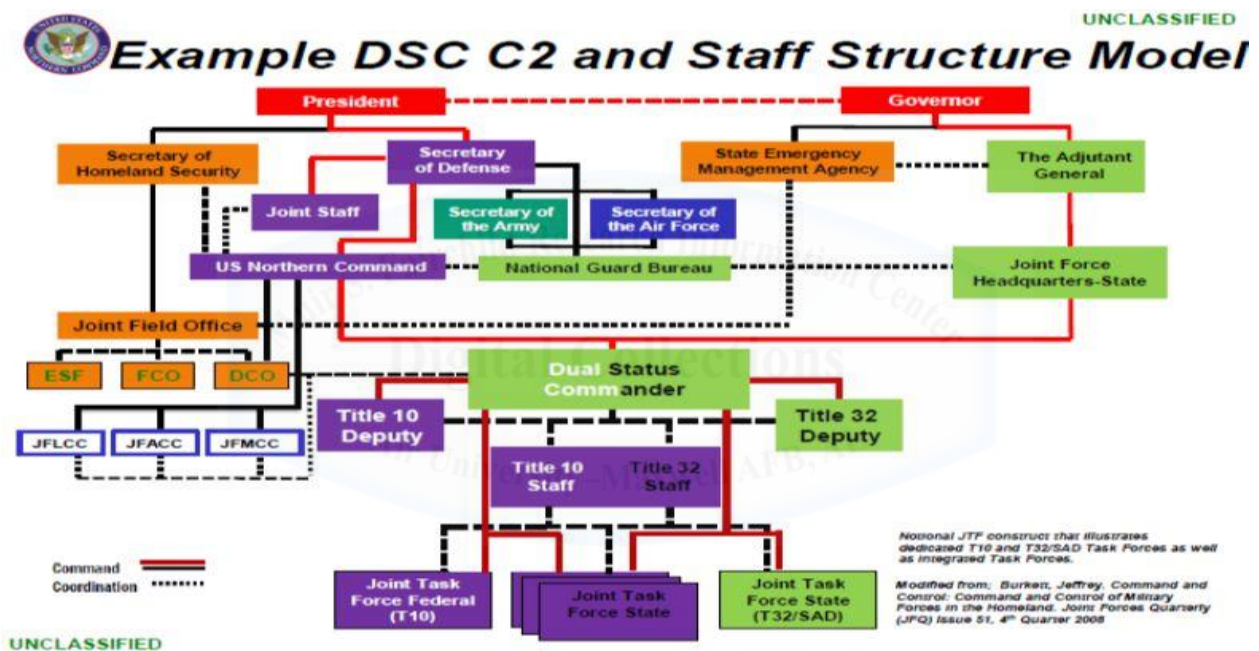 UNCLASSIFIED
Example DSC C2 and Staff Structure Model
President
Governor
Secretary of
Homeland Security
Secretary
of Defense
State Emergency
Management Agency
The Adjutant
General
Joint Staff
Secretary of
the Army
Secretary of
the Air Force
US Northern Command
National Guard Bureau
Joint Force
Headquarters-State
Joint Field Office
ESF
FCO
DCO
Dual Status
Commander
Title 10
Deputy
Title 32
Deputy
JFLCC
JFACC
JFMCC
Title 10
Staff
Title 32
Staff
Command
Coordination
Joint Task
Force Federal
(T10)
Joint Task
Force State
Joint Task
Force State
(T32/SAD)
Notional JTF construct that illustrates
dedicated T10 and T32/SAD Task Forces as well
as integrated Task Forces.
Modified from; Burkett, Jeffrey. Command and
Control: Command and Control of Military
Forces in the Homeland. Joint Forces Quarterly
(JFQ) Issue 51, 4th Quarter 2008
UNCLASSIFIED
Information Center
Digital Collections